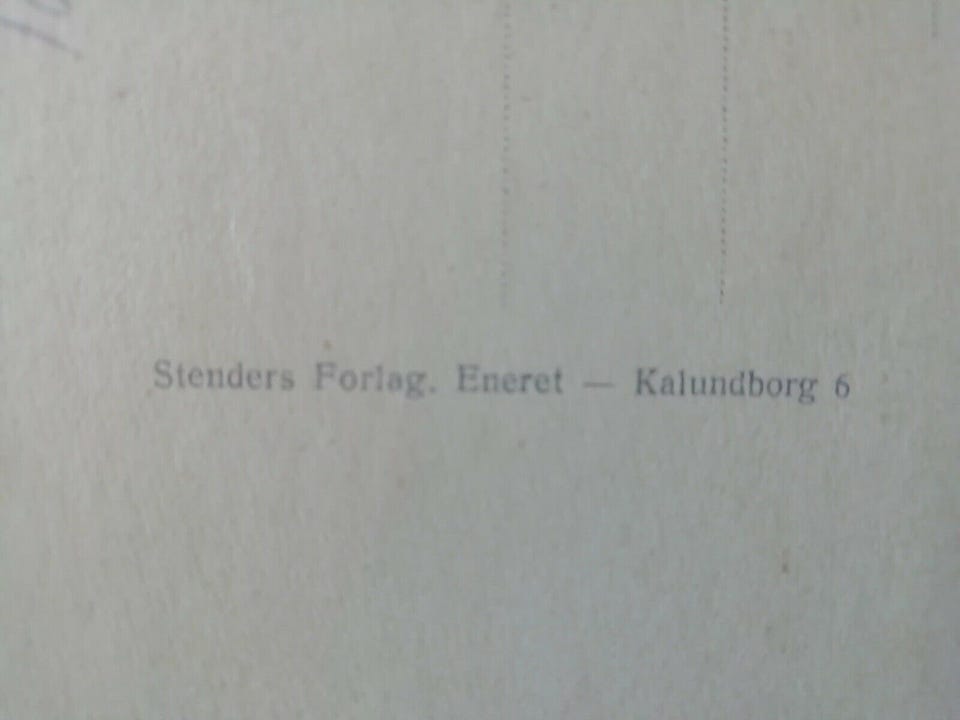 Stenders Forlag. Eneret — Kalundborg 6